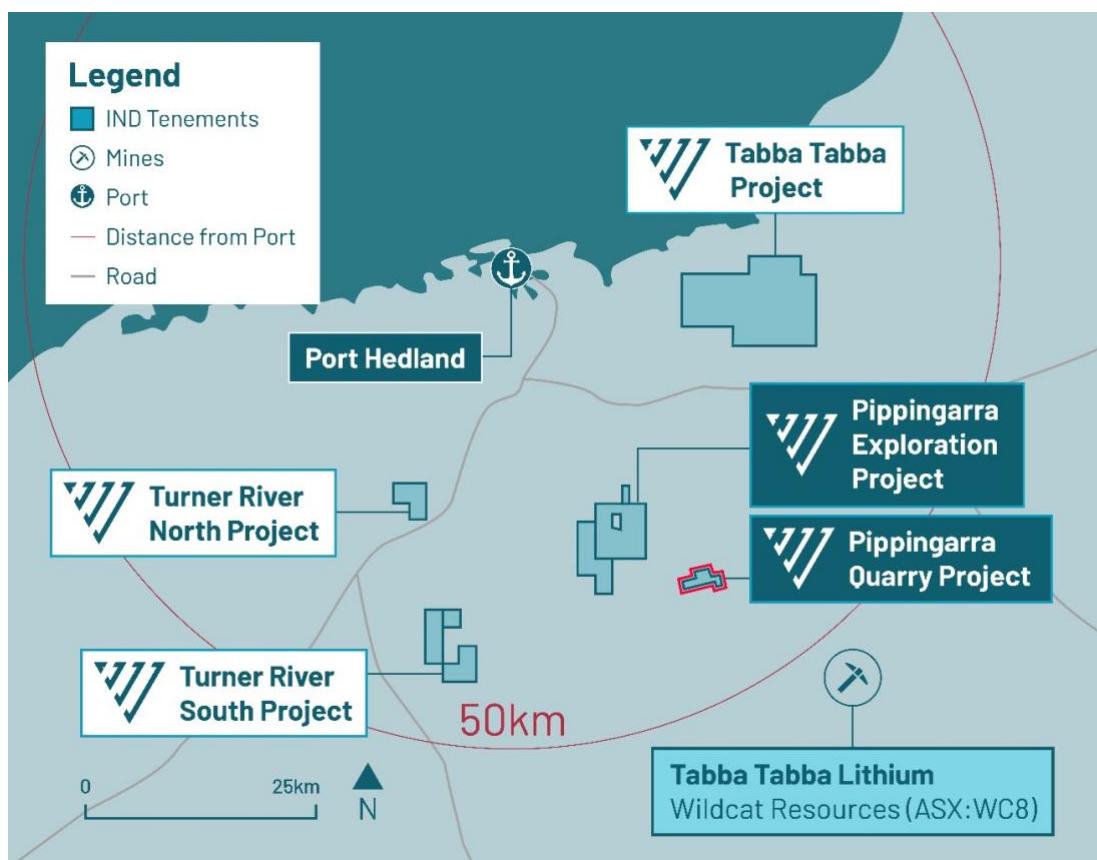 Legend
IND Tenements
Mines
Port
Distance from Port
Road
Tabba Tabba
Project
Port Hedland
Pippingarra
Exploration
Project
Turner River
North Project
Pippingarra
Quarry Project
Turner River
South Project
50km
0
25km
N
Tabba Tabba Lithium
Wildcat Resources (ASX:WC8)